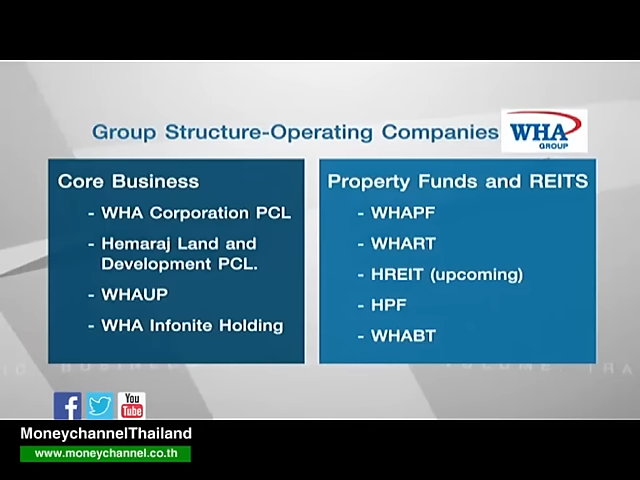 Group Structure-Operating Companies
WHA
GROUP
Core Business
- WHA Corporation PCL
- Hemaraj Land and
Development PCL.
- WHAUP
- WHA Infonite Holding
Property Funds and REITS
- WHAPF
- WHART
- HREIT (upcoming)
- HPF
- WHABT
You
Tube
MoneychannelThailand
www.moneychannel.co.th